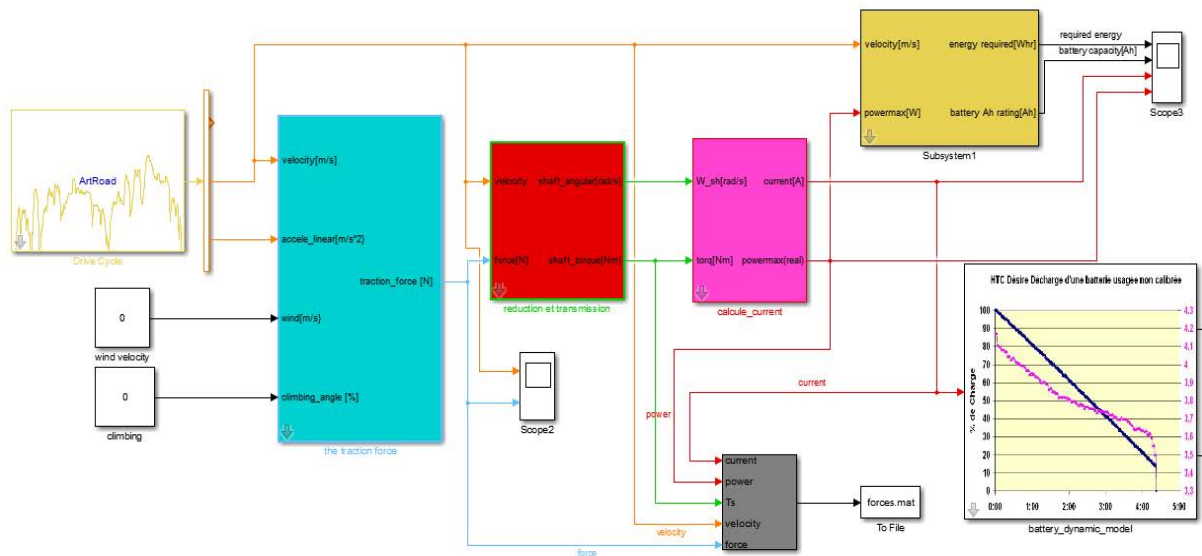 velocity[m/s]
energy required[Whr]
powermax[W]
battery Ah rating[Ah]
Subsystem1
required energy
battery capacity[Ah]
Scope3
ArtRoad
Drive Cycle
velocity[m/s]
accele_linear[m/s^2}
traction_force [N]
wind{m/s}
climbing_angle [%]
the traction force
0
wind velocity
0
climbing
velocity
shaft_angular[rad/s]
force[N]
shaft_torque[Nm]
reduction et transmission
W_sh[rad/s]
current[A]
torq[Nm]
powermax(real)
calcule_current
Scope2
current
power
velocity
force
current
power
Ts
velocity
force
forces.mat
To File
HTC Désire Décharge d'une batterie usagée non calibrée
% de Charge
100
90
80
70
60
50
40
30
20
10
0
4,3
4,2
4,1
4
3,9
3,8
3,7
3,6
3,5
3,4
3,3
0:00
1:00
2:00
3:00
4:00
5:00
battery_dynamic_model